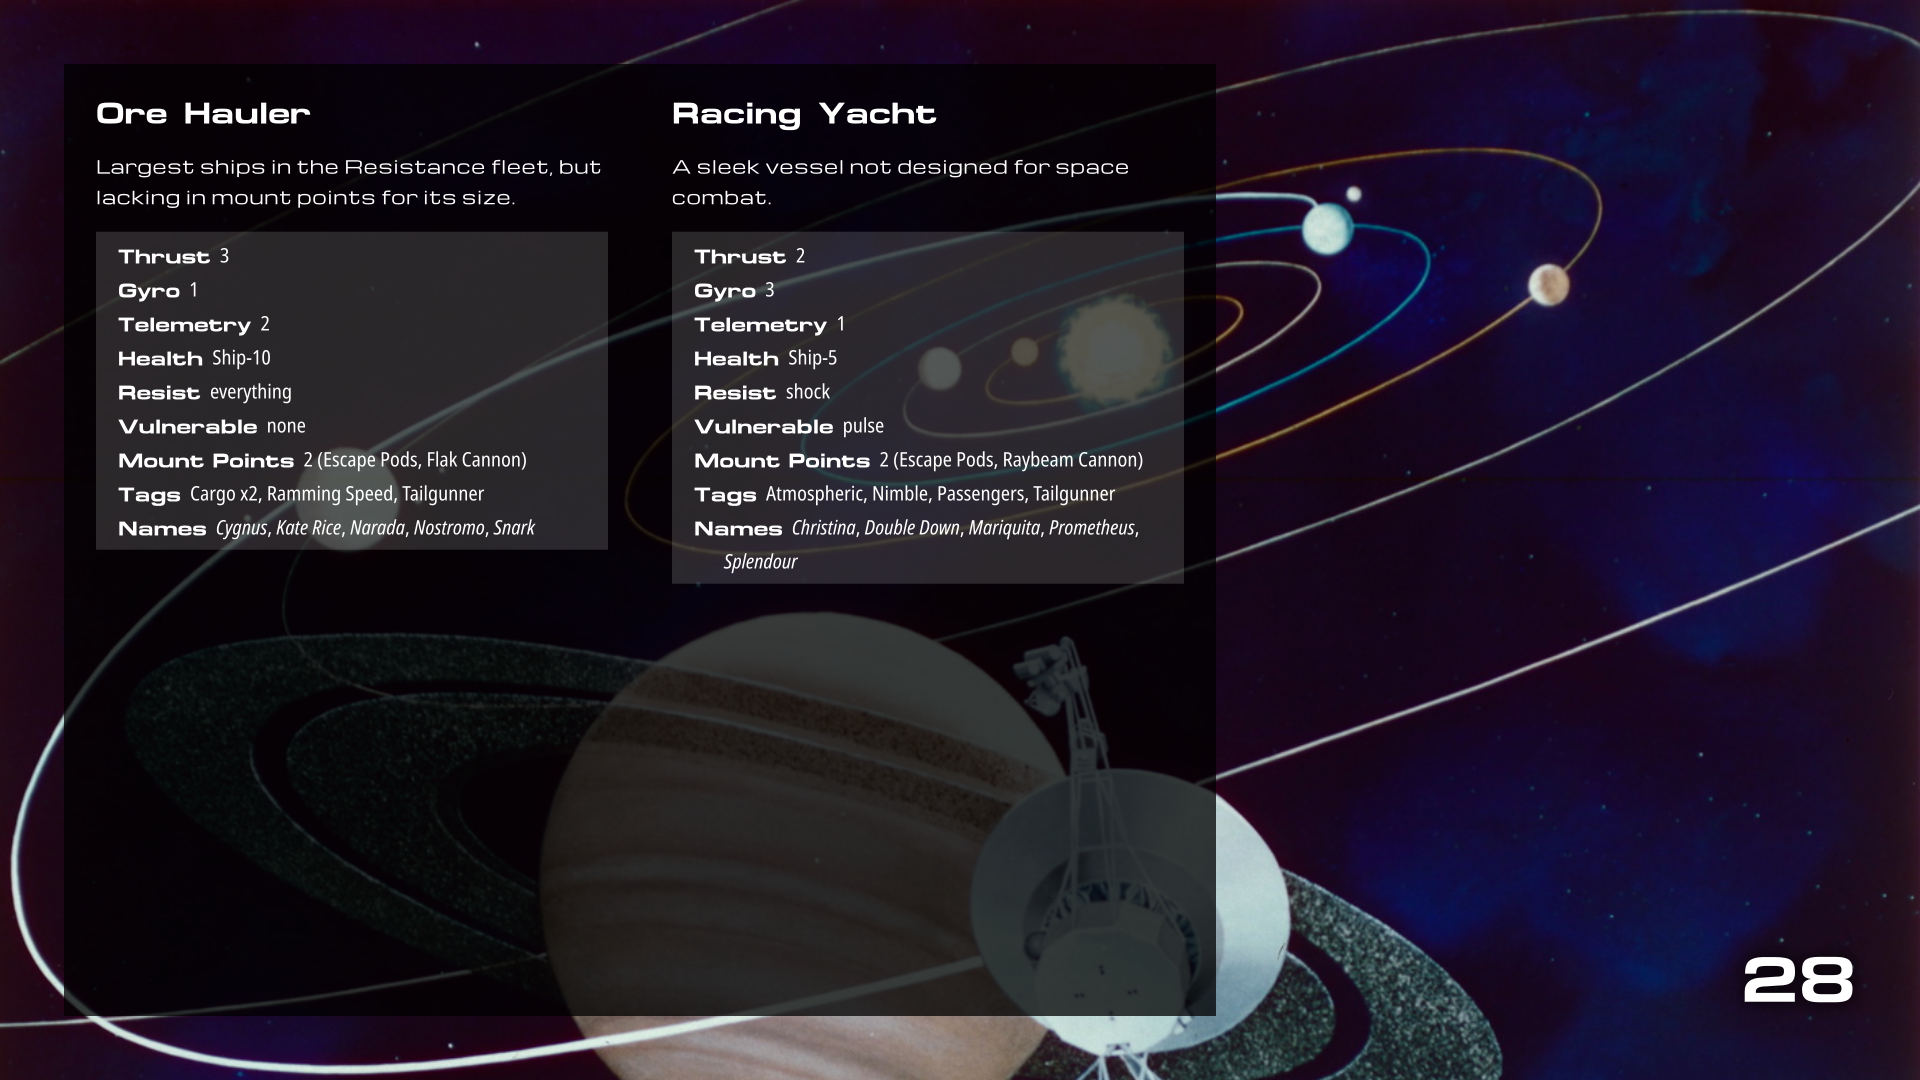 Ore Hauler
Largest ships in the Resistance fleet, but
lacking in mount points for its size.
Thrust 3
Gyro 1
Telemetry 2
Health Ship-10
Resist everything
Vulnerable none
Mount Points 2 (Escape Pods, Flak Cannon)
Tags Cargo x2, Ramming Speed, Tailgunner
Names Cygnus, Kate Rice, Narada, Nostromo, Snark
Racing Yacht
A sleek vessel not designed for space
combat.
Thrust 2
Gyro 3
Telemetry 1
Health Ship-5
Resist shock
Vulnerable pulse
Mount Points 2 (Escape Pods, Raybeam Cannon)
Tags Atmospheric, Nimble, Passengers, Tailgunner
Names Christina, Double Down, Mariquita, Prometheus,
Splendour
28